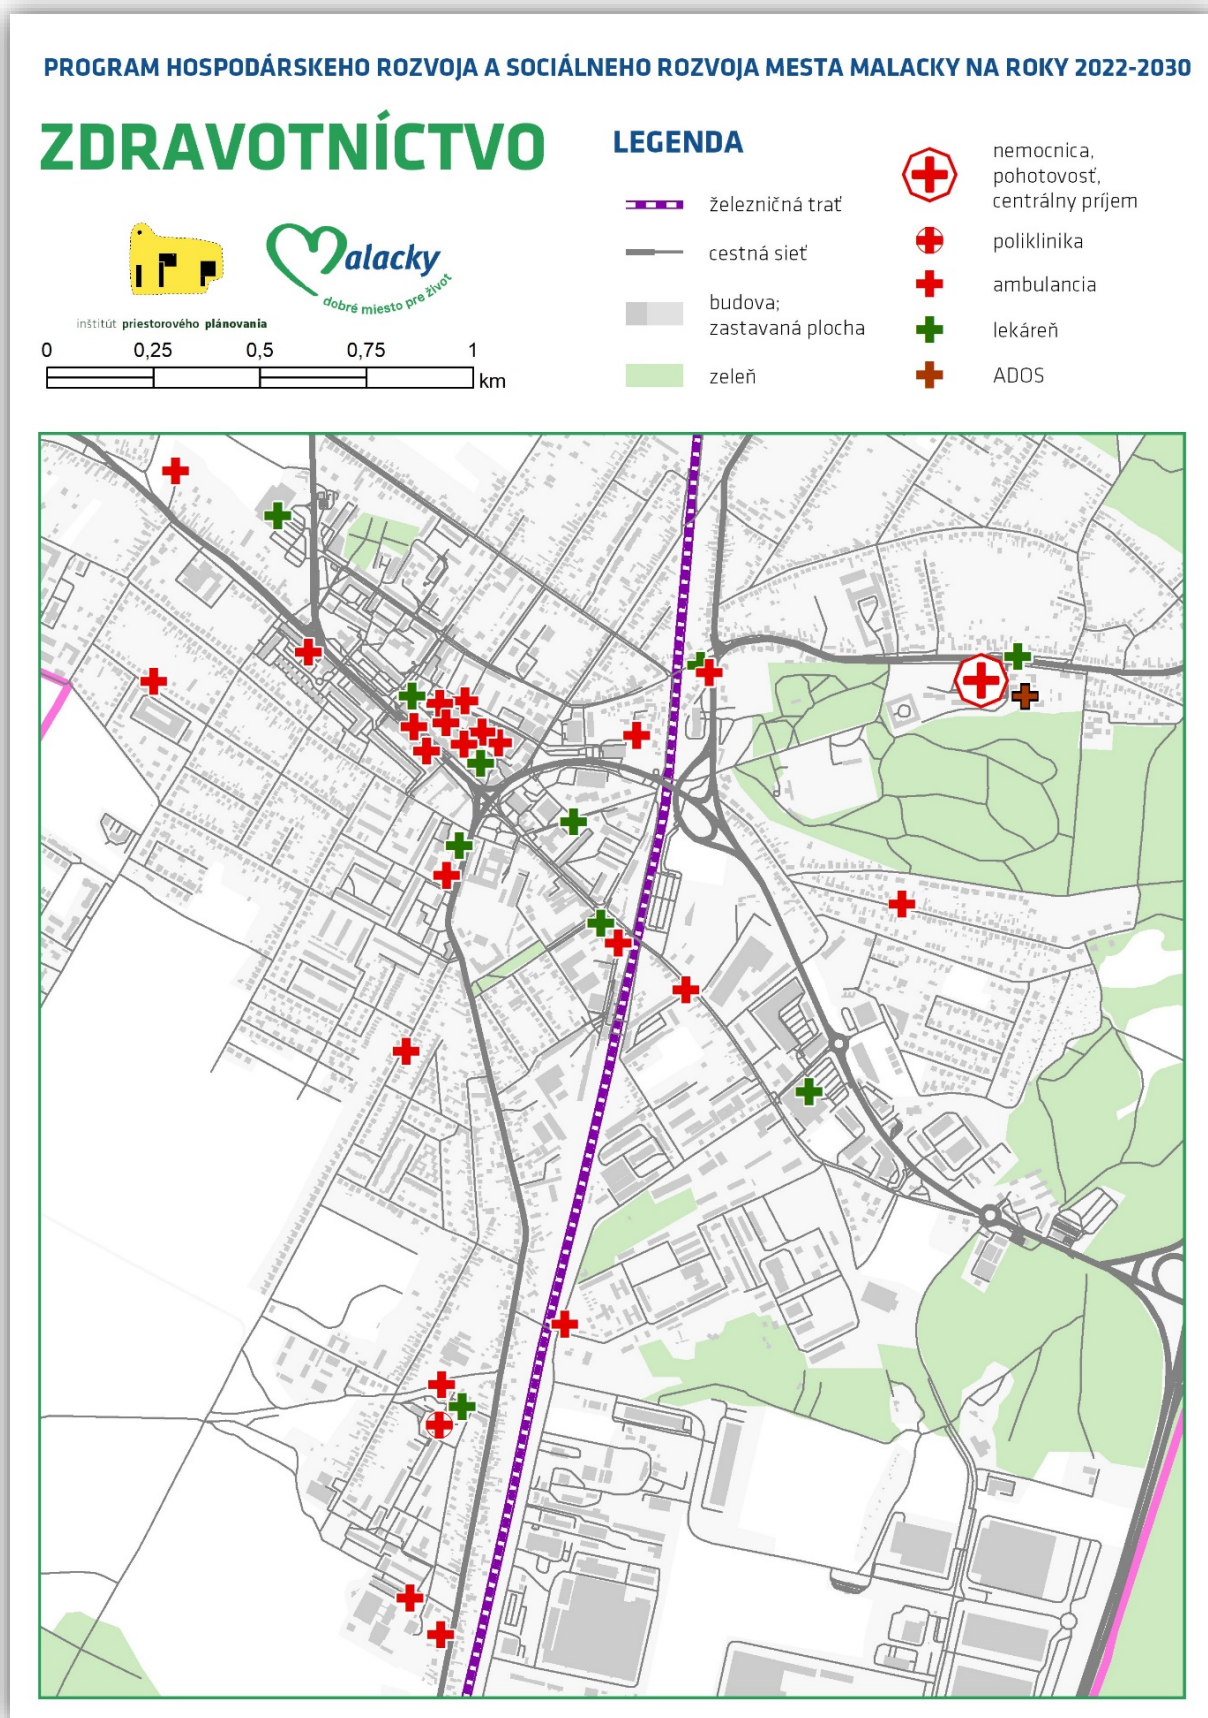 PROGRAM HOSPODÁRSKEHO ROZVOJA A SOCIÁLNEHO ROZVOJA MESTA MALACKY NA ROKY 2022-2030
ZDRAVOTNÍCTVO
inštitút priestorového plánovania
Malacky
dobré miesto pre život
0 0,25 0,5 0,75 1
km
LEGENDA
železničná trať
cestná sieť
budova;
zastavaná plocha
zeleň
nemocnica,
pohotovosť,
centrálny príjem
poliklinika
ambulancia
lekáreň
ADOS